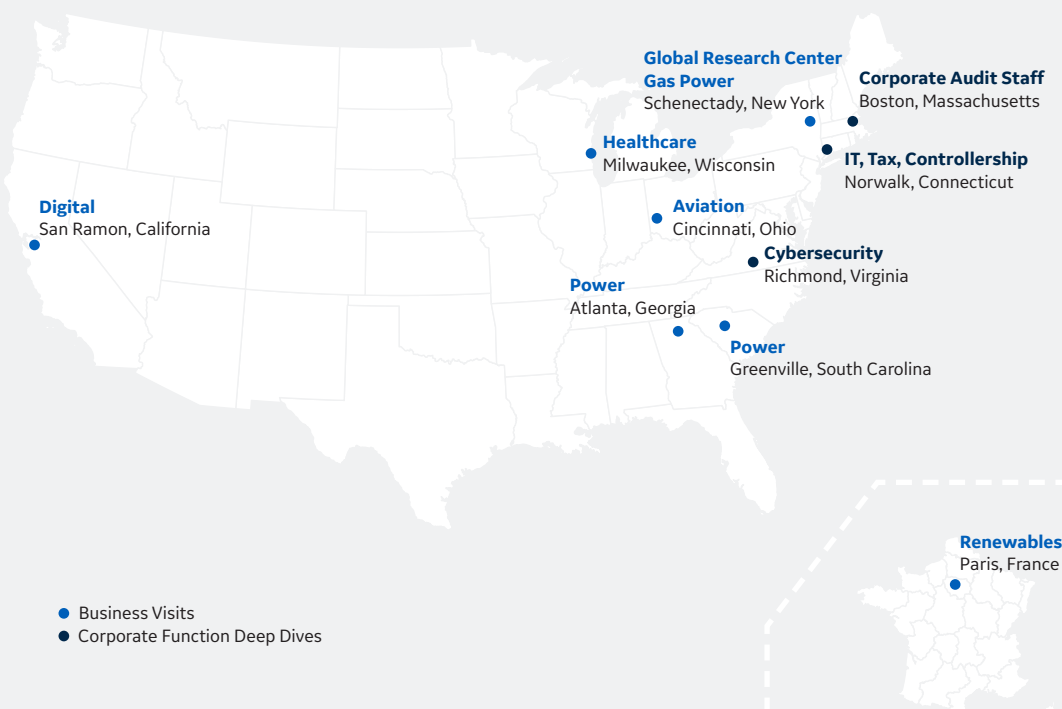 Global Research Center
Gas Power
Schenectady, New York
Corporate Audit Staff
Boston, Massachusetts
Healthcare
Milwaukee, Wisconsin
IT, Tax, Controllership
Norwalk, Connecticut
Digital
San Ramon, California
Aviation
Cincinnati, Ohio
Cybersecurity
Richmond, Virginia
Power
Atlanta, Georgia
Power
Greenville, South Carolina
Renewables
Paris, France
Business Visits
Corporate Function Deep Dives